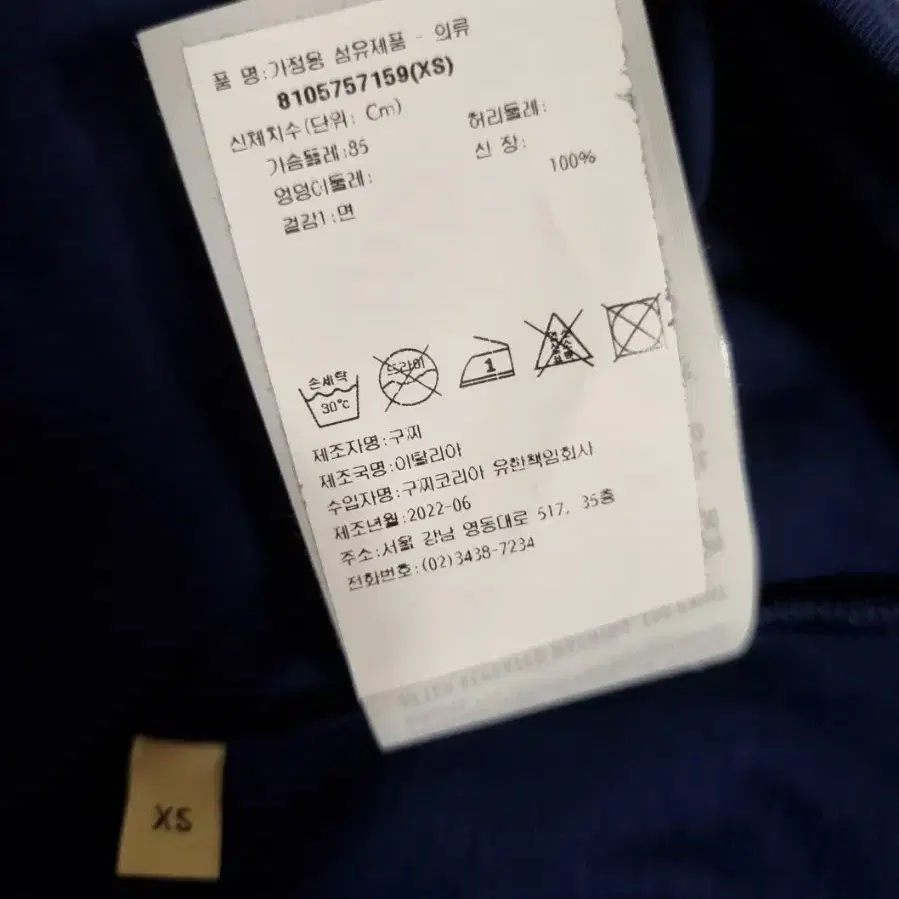 품 명:가정용 섬유제품 - 의류
8105757159(XS)
신체치수(단위: Cm)
가슴둘레:85
허리둘레:
엉덩이둘레:
신 장:
겉감1:면 100%
손세탁
30℃
드라이
1
제조자명:구찌
제조국명:이탈리아
수입자명:구찌코리아 유한책임회사
제조년월:2022-06
주소:서울 강남 영동대로 517, 35층
전화번호:(02)3438-7234
XS